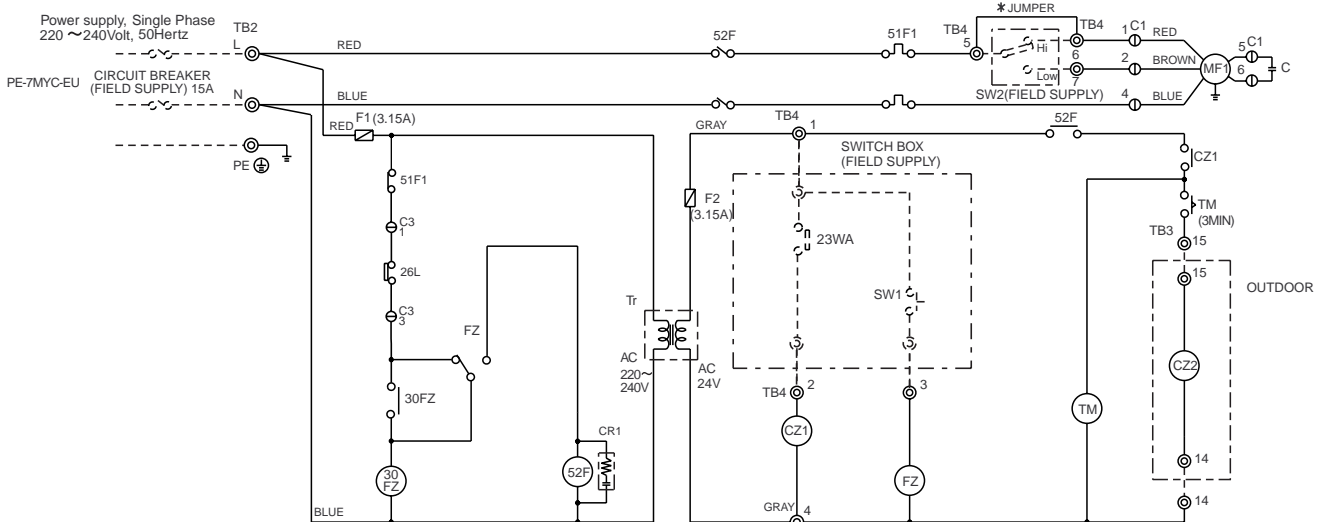 Power supply, Single Phase
220 ～240Volt, 50Hertz
TB2
L
RED
52F
51F1
TB4
5
＊JUMPER
TB4
Hi
6
Low
7
SW2(FIELD SUPPLY)
1
C1
RED
2
BROWN
4
BLUE
MF1
5
C1
6
C
PE-7MYC-EU
CIRCUIT BREAKER
(FIELD SUPPLY) 15A
N
BLUE
PE
RED
F1 (3.15A)
51F1
C3
1
26L
C3
3
FZ
30FZ
30
FZ
CR1
52F
BLUE
Tr
AC
220～
240V
AC
24V
GRAY
F2
(3.15A)
TB4
1
SWITCH BOX
(FIELD SUPPLY)
23WA
SW1
TB4
2
3
CZ1
FZ
GRAY
4
52F
CZ1
TM
(3MIN)
TB3
15
15
OUTDOOR
CZ2
TM
14
14